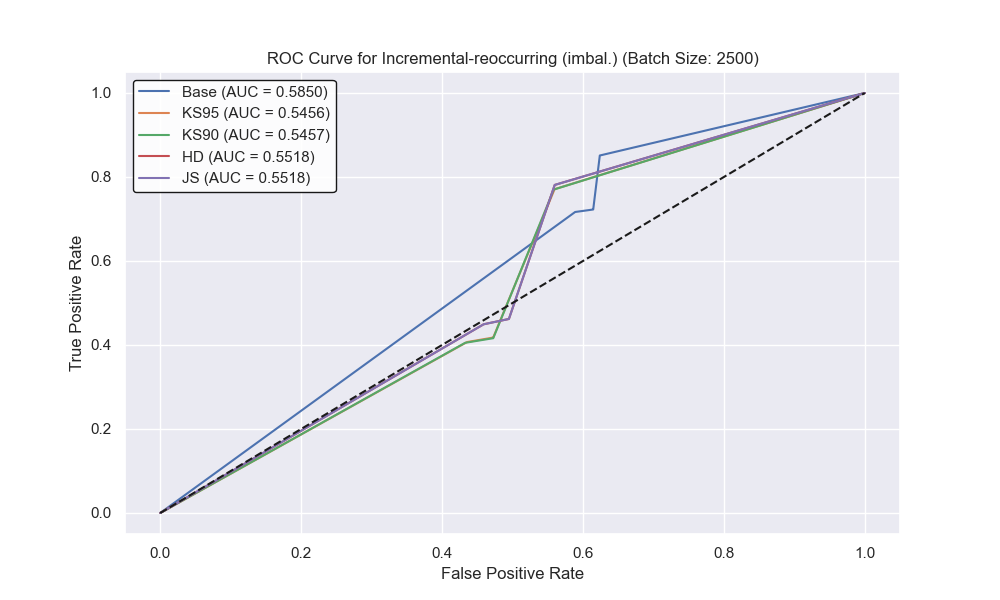 ROC Curve for Incremental-reoccurring (imbal.) (Batch Size: 2500)
Base (AUC = 0.5850)
KS95 (AUC = 0.5456)
KS90 (AUC = 0.5457)
HD (AUC = 0.5518)
JS (AUC = 0.5518)
True Positive Rate
1.0
0.8
0.6
0.4
0.2
0.0
0.0 0.2 0.4 0.6 0.8 1.0
False Positive Rate